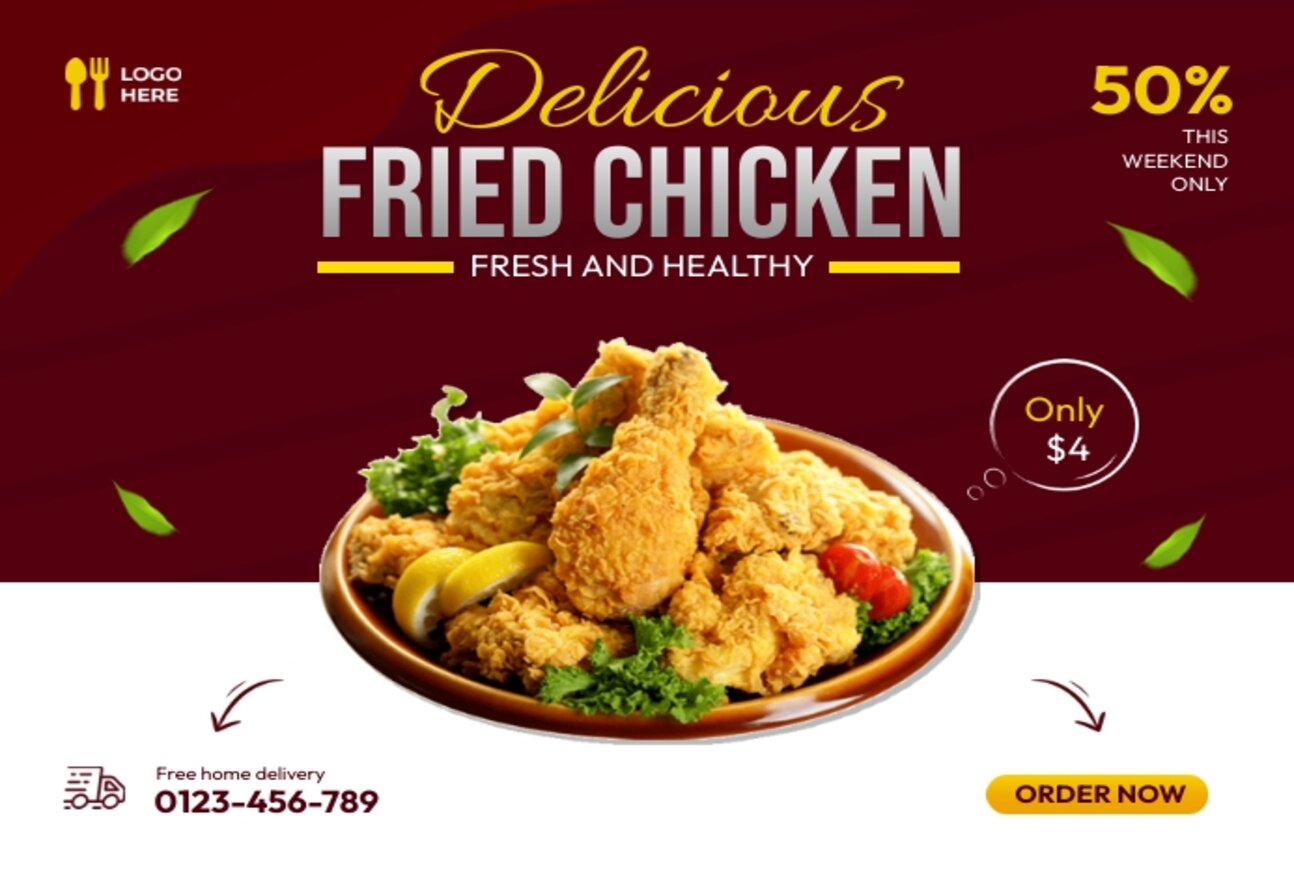 LOGO
HERE
Delicious
FRIED CHICKEN
FRESH AND HEALTHY
50%
THIS
WEEKEND
ONLY
Only
$4
Free home delivery
0123-456-789
ORDER NOW